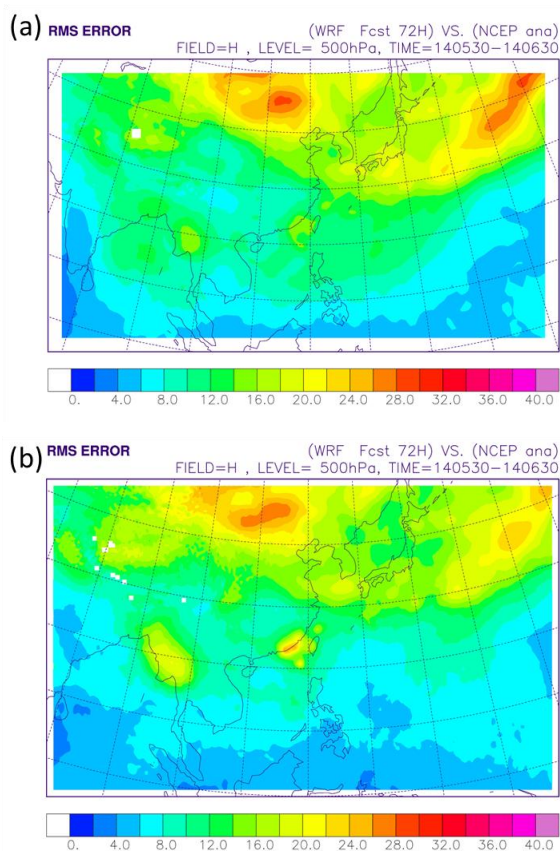 (a) RMS ERROR (WRF Fcst 72H) VS. (NCEP ana)
FIELD=H , LEVEL= 500hPa, TIME=140530-140630
0. 4.0 8.0 12.0 16.0 20.0 24.0 28.0 32.0 36.0 40.0
(b) RMS ERROR (WRF Fcst 72H) VS. (NCEP ana)
FIELD=H , LEVEL= 500hPa, TIME=140530-140630
0. 4.0 8.0 12.0 16.0 20.0 24.0 28.0 32.0 36.0 40.0